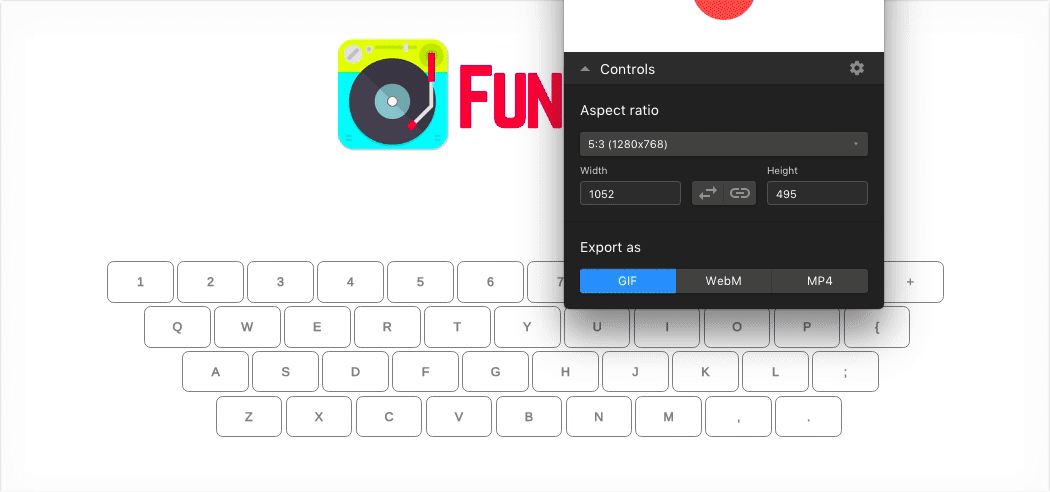 FUN
Controls
Aspect ratio
5:3 (1280x768)
Width Height
1052 495
Export as
GIF WebM MP4
1 2 3 4 5 6 7 +
Q W E R T Y U I O P {
A S D F G H J K L ;
Z X C V B N M , .